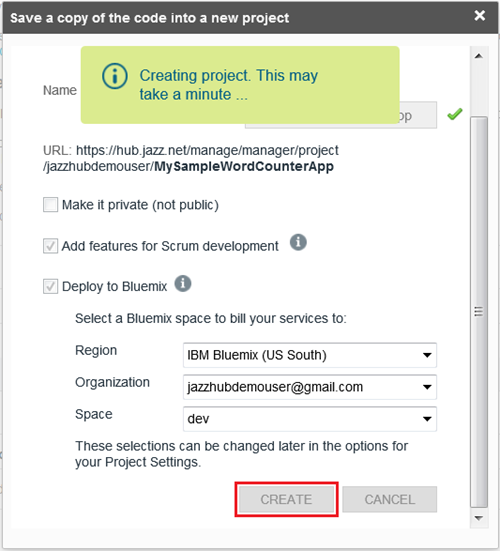 Save a copy of the code into a new project
Creating project. This may
take a minute ...
Name
URL: https://hub.jazz.net/manage/manager/project
/jazzhubdemouser/MySampleWordCounterApp
Make it private (not public)
Add features for Scrum development
Deploy to Bluemix
Select a Bluemix space to bill your services to:
Region
IBM Bluemix (US South)
Organization
jazzhubdemouser@gmail.com
Space
dev
These selections can be changed later in the options for
your Project Settings.
CREATE
CANCEL